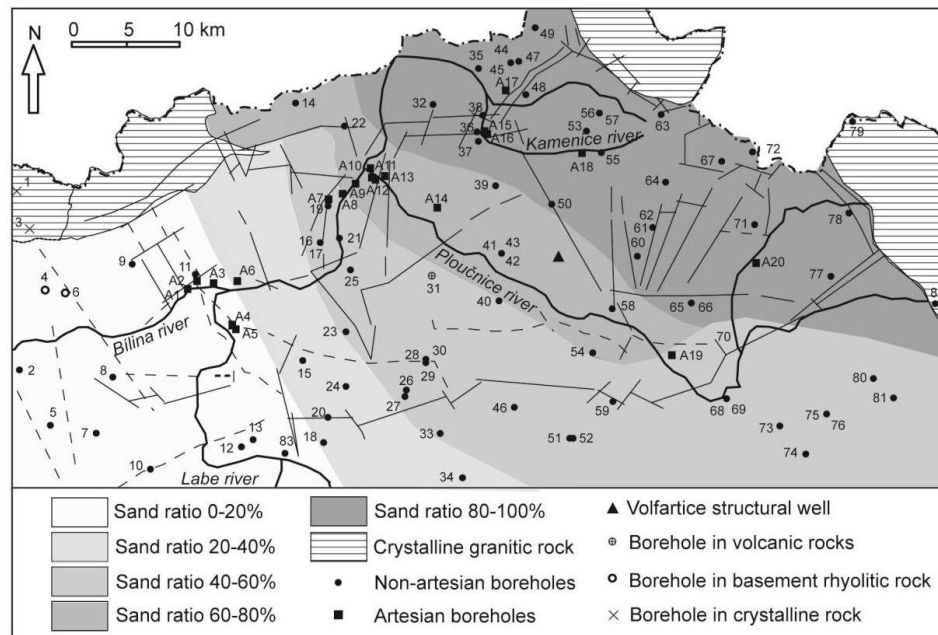 N
0 5 10 km
49
44 47
35 45
A17
14 32 48
38 56 57 63 79
22 36 A15 53
A16 Kamenice river
37 A18 55 67 72
A10 A11
1 A13 64
A7 A9 A12 39
19 A8 A14 50 78
3 62
16 21 61 71
17 41 43 60
9 11 42 A20
4 A2 A3 A6 25 Ploučnice river 77
6 A1 31
40 58 65 66 8
Bílina river A4 23
A5 70
30 54 A19
28
2 8 15 29
24 26 80
27 46 59 68 69 81
5 20 75
7 13 18 33 51 52 73 76
12 83 74
10
Labe river 34
Sand ratio 0-20%
Sand ratio 20-40%
Sand ratio 40-60%
Sand ratio 60-80%
Sand ratio 80-100%
Crystalline granitic rock
Non-artesian boreholes
Artesian boreholes
Volfartice structural well
Borehole in volcanic rocks
Borehole in basement rhyolitic rock
Borehole in crystalline rock